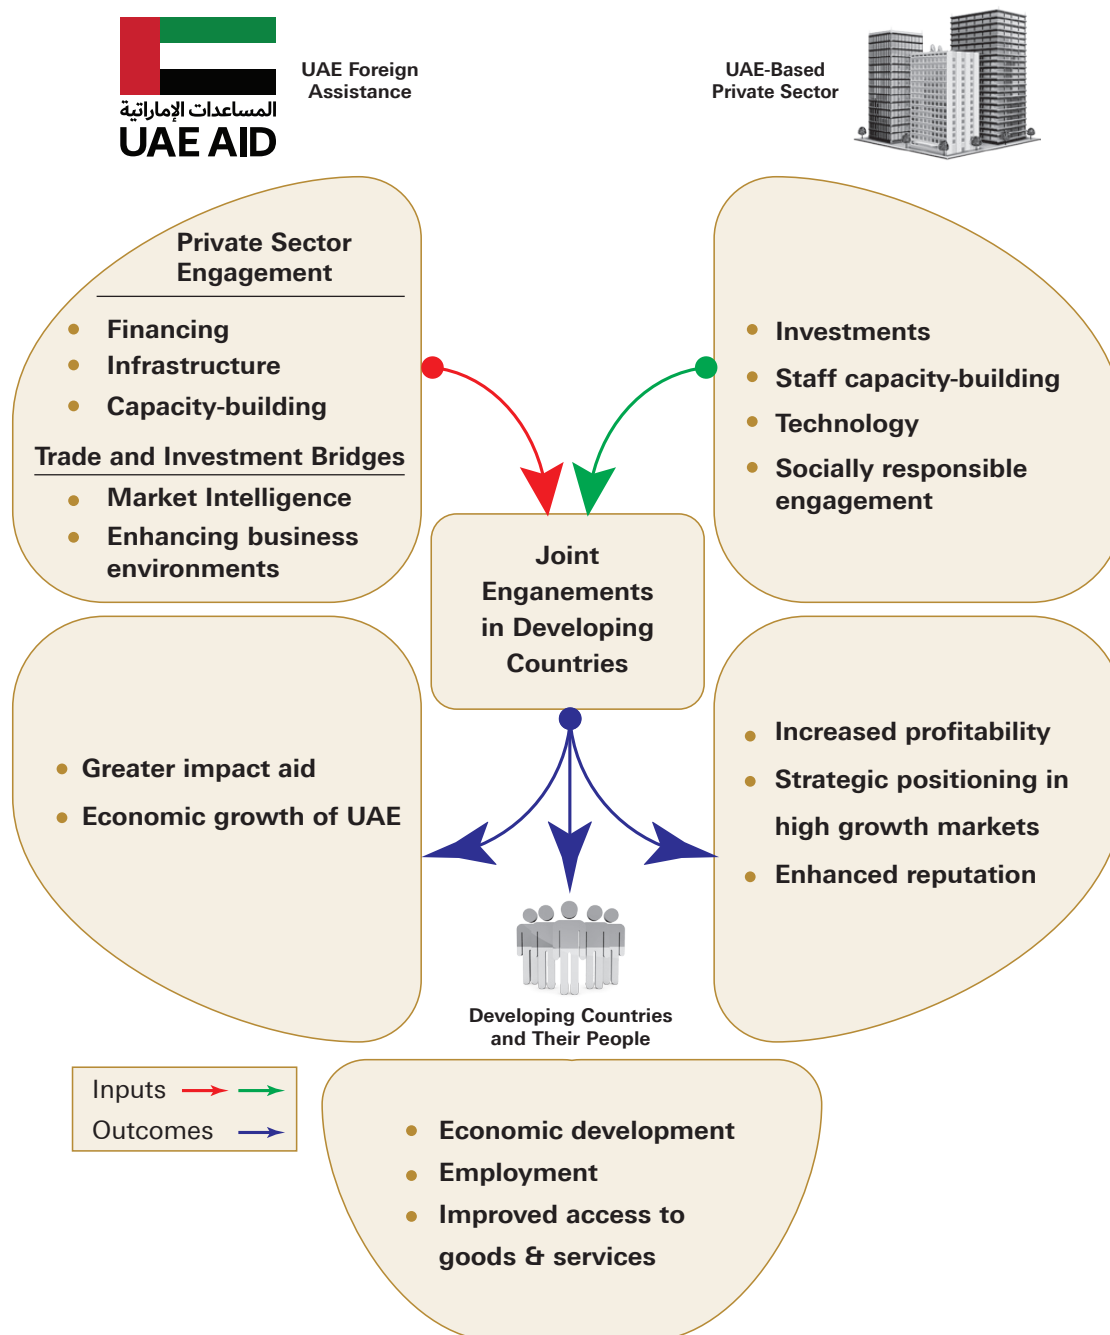 المساعدات الإماراتية
UAE AID
UAE Foreign
Assistance
UAE-Based
Private Sector
Private Sector
Engagement
Financing
Infrastructure
Capacity-building
Trade and Investment Bridges
Market Intelligence
Enhancing business
environments
Investments
Staff capacity-building
Technology
Socially responsible
engagement
Joint
Enganements
in Developing
Countries
Greater impact aid
Economic growth of UAE
Increased profitability
Strategic positioning in
high growth markets
Enhanced reputation
Developing Countries
and Their People
Inputs
Outcomes
Economic development
Employment
Improved access to
goods & services